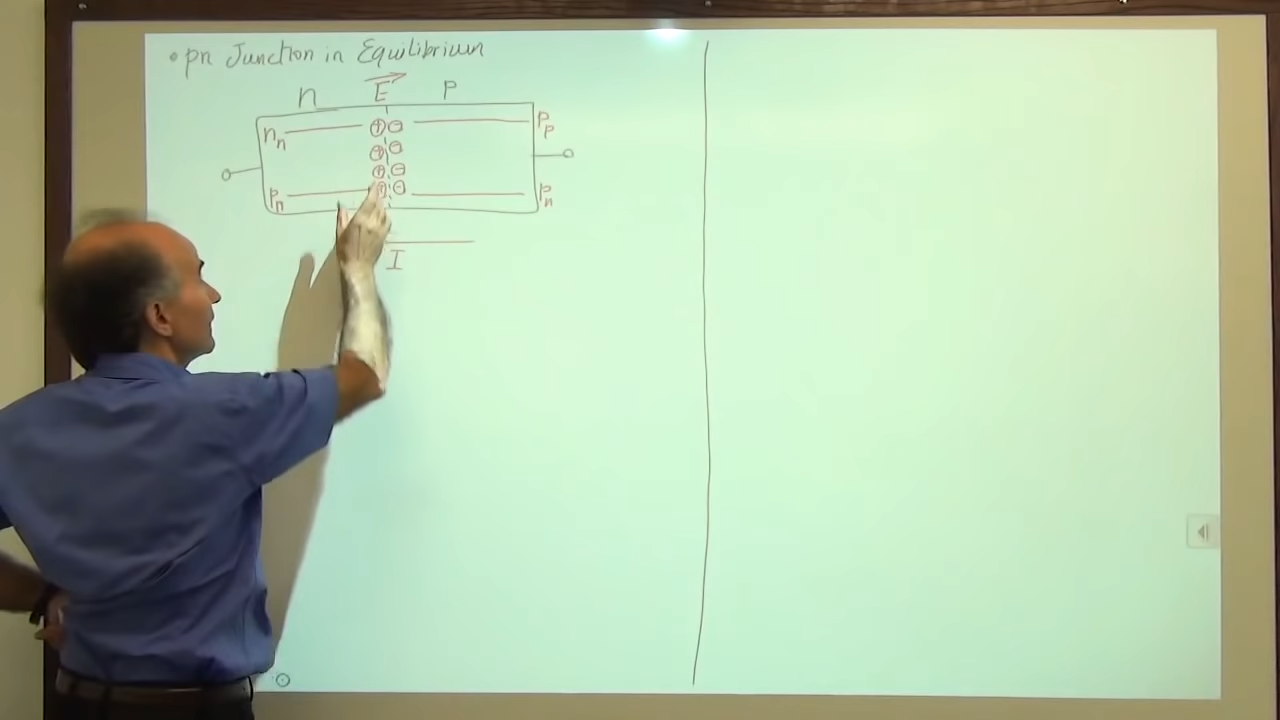 • pn Junction in Equilibrium
n E p
n_n ⊕ ⊖ p_p
⊕ ⊖
⊕ ⊖
p_n ⊕ ⊖ p_n
I